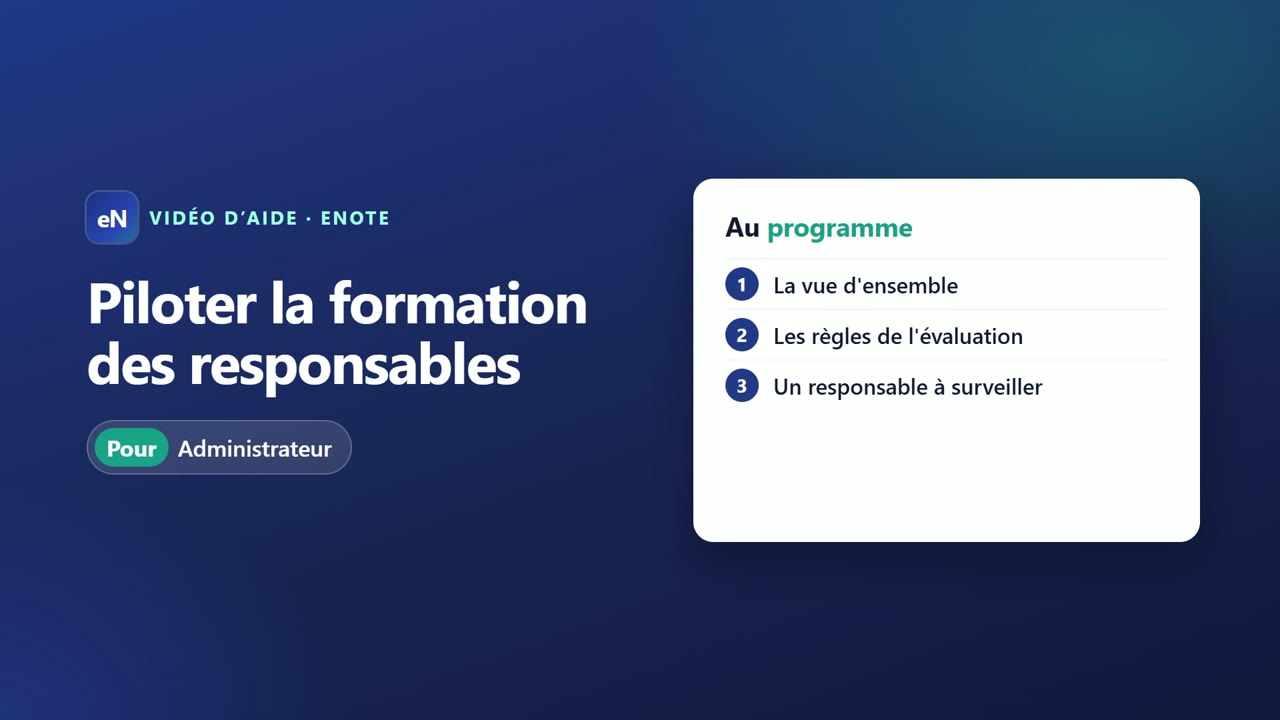 eN
VIDÉO D’AIDE · ENOTE
Piloter la formation
des responsables
Pour Administrateur
Au programme
1 La vue d'ensemble
2 Les règles de l'évaluation
3 Un responsable à surveiller